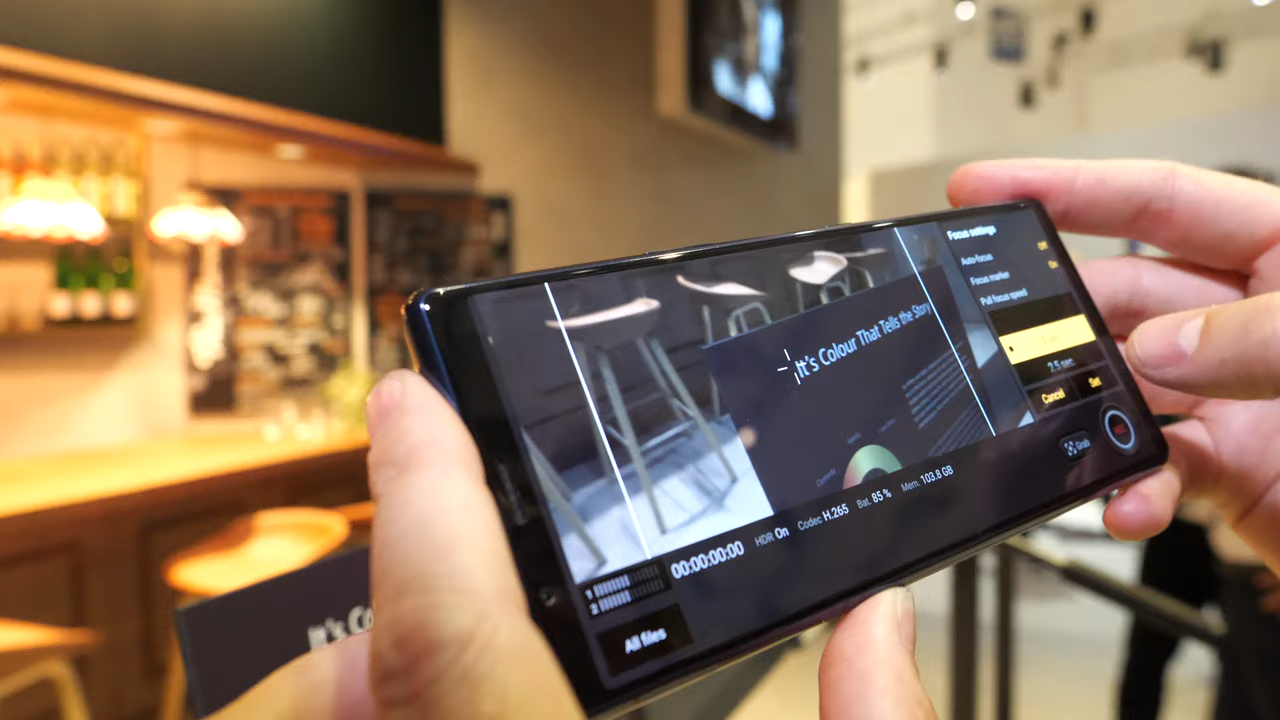 Focus settings
Auto-focus Off
Focus marker On
Pull focus speed
2.5 sec.
Cancel Set
It's Colour That Tells the Story
Grab
REC
00:00:00:00 HDR On Codec H.265 Bat. 85 % Mem. 103.8 GB
1
2
All files
It's Co